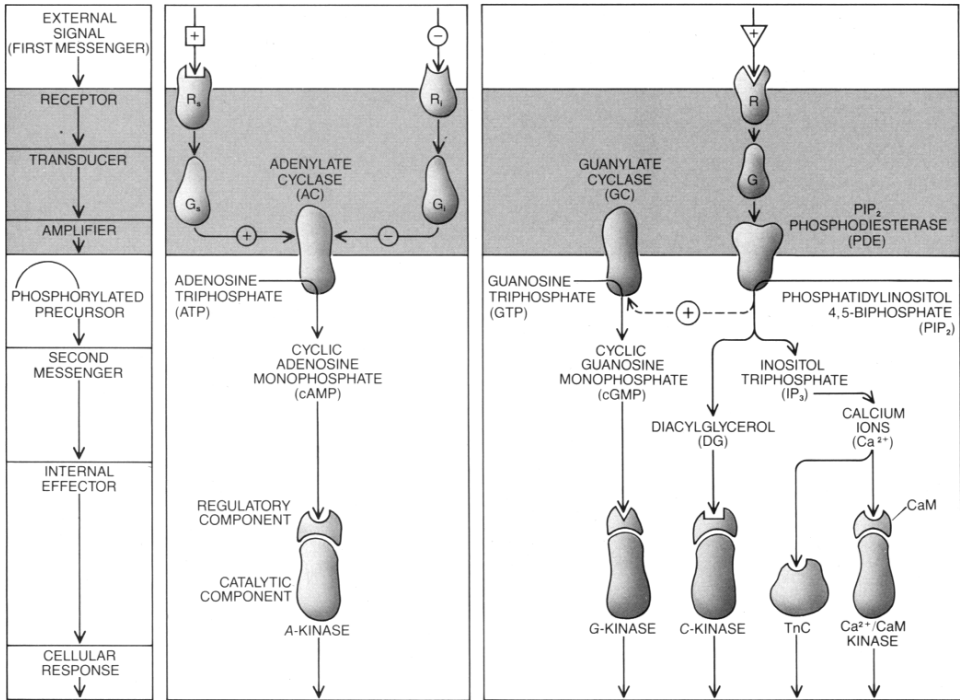 EXTERNAL
SIGNAL
(FIRST MESSENGER)
RECEPTOR
TRANSDUCER
AMPLIFIER
PHOSPHORYLATED
PRECURSOR
SECOND
MESSENGER
INTERNAL
EFFECTOR
CELLULAR
RESPONSE
+
−
Rs
Ri
Gs
Gi
ADENYLATE
CYCLASE
(AC)
+
−
ADENOSINE
TRIPHOSPHATE
(ATP)
CYCLIC
ADENOSINE
MONOPHOSPHATE
(cAMP)
REGULATORY
COMPONENT
CATALYTIC
COMPONENT
A-KINASE
+
R
G
GUANYLATE
CYCLASE
(GC)
PIP₂
PHOSPHODIESTERASE
(PDE)
GUANOSINE
TRIPHOSPHATE
(GTP)
+
PHOSPHATIDYLINOSITOL
4,5-BIPHOSPHATE
(PIP₂)
CYCLIC
GUANOSINE
MONOPHOSPHATE
(cGMP)
INOSITOL
TRIPHOSPHATE
(IP₃)
DIACYLGLYCEROL
(DG)
CALCIUM
IONS
(Ca²⁺)
CaM
G-KINASE
C-KINASE
TnC
Ca²⁺/CaM
KINASE